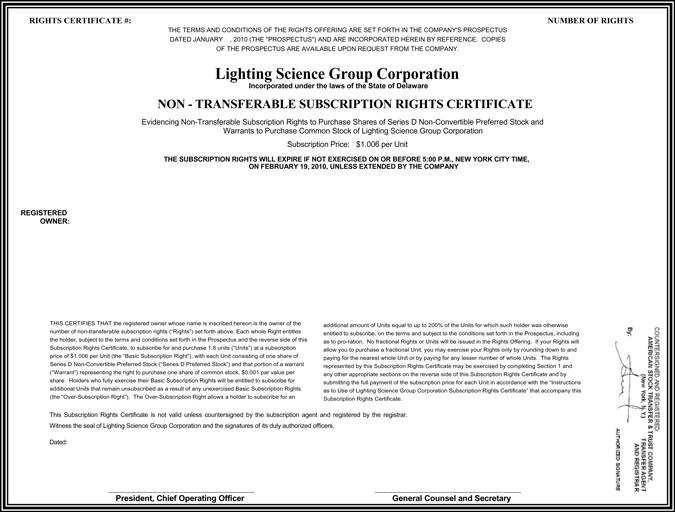 RIGHTS CERTIFICATE #:
NUMBER OF RIGHTS
THE TERMS AND CONDITIONS OF THE RIGHTS OFFERING ARE SET FORTH IN THE COMPANY'S PROSPECTUS
DATED JANUARY , 2010 (THE "PROSPECTUS") AND ARE INCORPORATED HEREIN BY REFERENCE. COPIES
OF THE PROSPECTUS ARE AVAILABLE UPON REQUEST FROM THE COMPANY.
Lighting Science Group Corporation
Incorporated under the laws of the State of Delaware
NON - TRANSFERABLE SUBSCRIPTION RIGHTS CERTIFICATE
Evidencing Non-Transferable Subscription Rights to Purchase Shares of Series D Non-Convertible Preferred Stock and
Warrants to Purchase Common Stock of Lighting Science Group Corporation
Subscription Price: $1.006 per Unit
THE SUBSCRIPTION RIGHTS WILL EXPIRE IF NOT EXERCISED ON OR BEFORE 5:00 P.M., NEW YORK CITY TIME,
ON FEBRUARY 19, 2010, UNLESS EXTENDED BY THE COMPANY
REGISTERED
OWNER:
THIS CERTIFIES THAT the registered owner whose name is inscribed hereon is the owner of the
number of non-transferable subscription rights ("Rights") set forth above. Each whole Right entitles
the holder, subject to the terms and conditions set forth in the Prospectus and the reverse side of this
Subscription Rights Certificate, to subscribe for and purchase 1.8 units ("Units") at a subscription
price of $1.006 per Unit (the "Basic Subscription Right"), with each Unit consisting of one share of
Series D Non-Convertible Preferred Stock ("Series D Preferred Stock") and that portion of a warrant
("Warrant") representing the right to purchase one share of common stock, $0.001 par value per
share. Holders who fully exercise their Basic Subscription Rights will be entitled to subscribe for
additional Units that remain unsubscribed as a result of any unexercised Basic Subscription Rights
(the "Over-Subscription Right"). The Over-Subscription Right allows a holder to subscribe for an
additional amount of Units equal to up to 200% of the Units for which such holder was otherwise
entitled to subscribe, on the terms and subject to the conditions set forth in the Prospectus, including
as to pro-ration. No fractional Rights or Units will be issued in the Rights Offering. If your Rights will
allow you to purchase a fractional Unit, you may exercise your Rights only by rounding down to and
paying for the nearest whole Unit or by paying for any lesser number of whole Units. The Rights
represented by this Subscription Rights Certificate may be exercised by completing Section 1 and
any other appropriate sections on the reverse side of this Subscription Rights Certificate and by
submitting the full payment of the subscription price for each Unit in accordance with the "Instructions
as to Use of Lighting Science Group Corporation Subscription Rights Certificate" that accompany this
Subscription Rights Certificate.
This Subscription Rights Certificate is not valid unless countersigned by the subscription agent and registered by the registrar.
Witness the seal of Lighting Science Group Corporation and the signatures of its duly authorized officers.
Dated:
President, Chief Operating Officer
General Counsel and Secretary
COUNTERSIGNED AND REGISTERED:
AMERICAN STOCK TRANSFER & TRUST COMPANY,
(New York, N.Y.) TRANSFER AGENT
AND REGISTRAR
By:
AUTHORIZED SIGNATURE